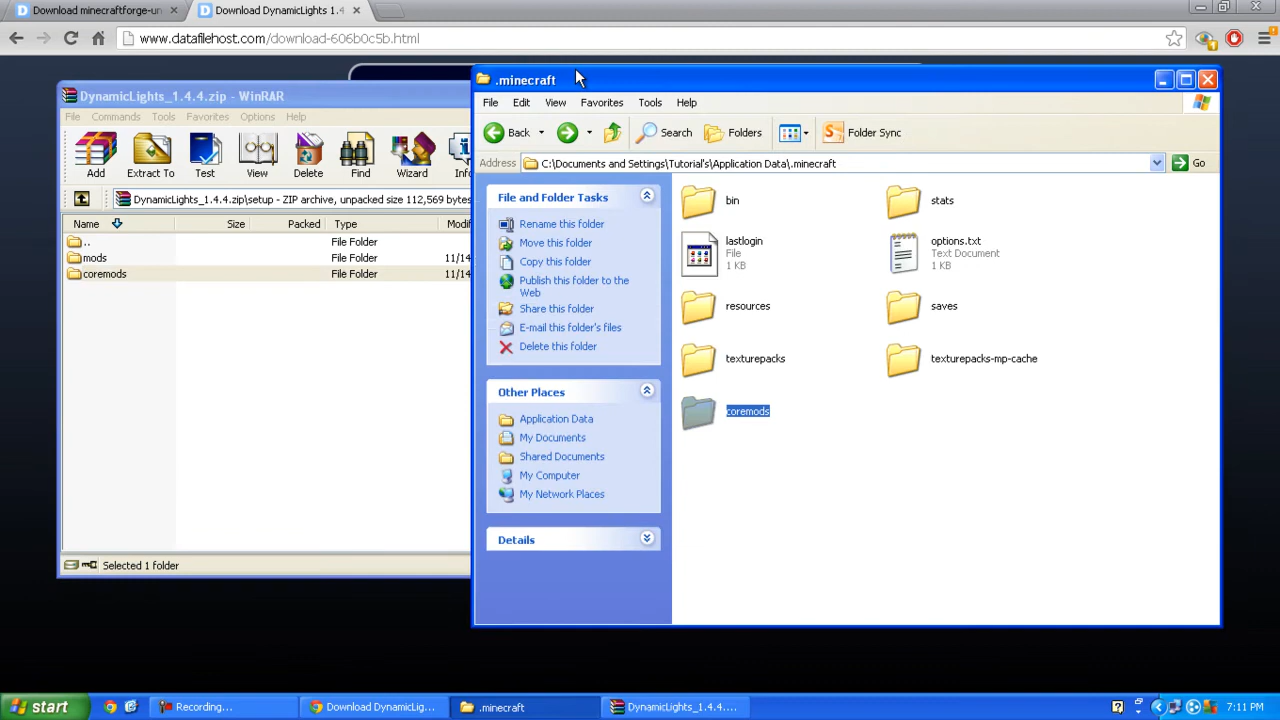 Download minecraftforge-un
Download DynamicLights 1.4
www.datafilehost.com/download-606b0c5b.html
DynamicLights_1.4.4.zip - WinRAR
File Commands Tools Favorites Options Help
Add Extract To Test View Delete Find Wizard Info
DynamicLights_1.4.4.zip\setup - ZIP archive, unpacked size 112,569 bytes
Name Size Packed Type Modif
.. File Folder
mods File Folder 11/14
coremods File Folder 11/14
Selected 1 folder
.minecraft
File Edit View Favorites Tools Help
Back Search Folders Folder Sync
Address C:\Documents and Settings\Tutorial's\Application Data\.minecraft Go
File and Folder Tasks
Rename this folder
Move this folder
Copy this folder
Publish this folder to the
Web
Share this folder
E-mail this folder's files
Delete this folder
Other Places
Application Data
My Documents
Shared Documents
My Computer
My Network Places
Details
bin stats
lastlogin
File
1 KB
options.txt
Text Document
1 KB
resources saves
texturepacks texturepacks-mp-cache
coremods
start Recording... Download DynamicLig... .minecraft DynamicLights_1.4.4.... 7:11 PM